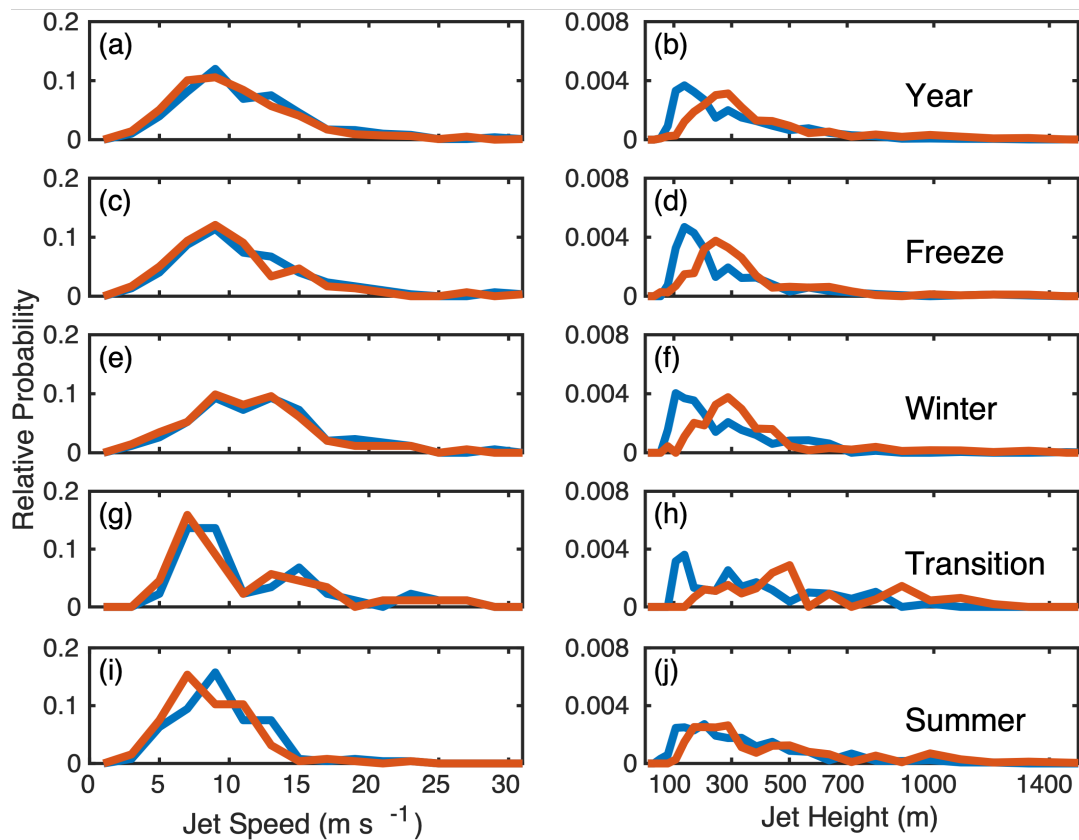 0.2 (a) 0.008 (b)
0.1 0.004 Year
0 0
0.2 (c) 0.008 (d)
0.1 0.004 Freeze
0 0
0.2 (e) 0.008 (f)
0.1 0.004 Winter
0 0
0.2 (g) 0.008 (h)
0.1 0.004 Transition
0 0
0.2 (i) 0.008 (j)
0.1 0.004 Summer
0 0
0 5 10 15 20 25 30 100 300 500 700 1000 1400
Jet Speed (m s -1) Jet Height (m)
Relative Probability